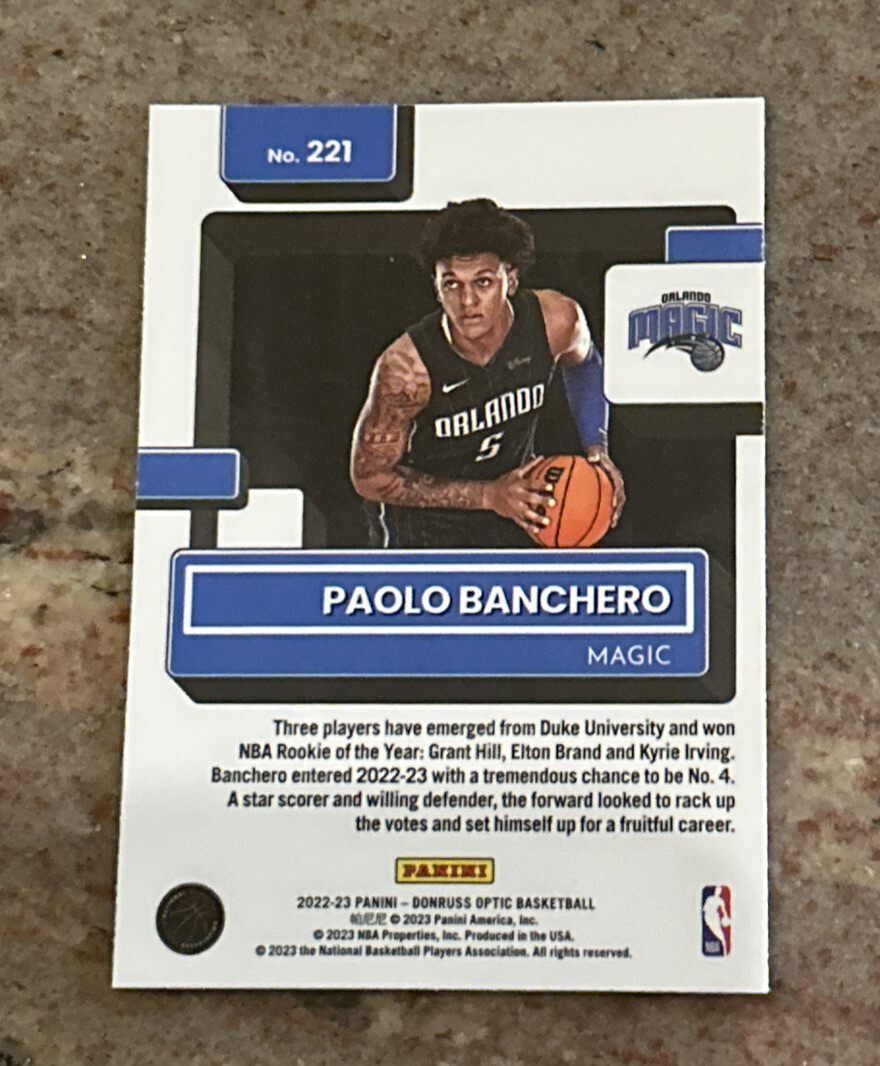 No. 221
ORLANDO
MAGIC
Disney
ORLANDO
5
PAOLO BANCHERO
MAGIC
Three players have emerged from Duke University and won
NBA Rookie of the Year: Grant Hill, Elton Brand and Kyrie Irving.
Banchero entered 2022-23 with a tremendous chance to be No. 4.
A star scorer and willing defender, the forward looked to rack up
the votes and set himself up for a fruitful career.
PANINI
2022-23 PANINI – DONRUSS OPTIC BASKETBALL
帕尼尼 © 2023 Panini America, Inc.
© 2023 NBA Properties, Inc. Produced in the USA.
© 2023 the National Basketball Players Association. All rights reserved.
NBA